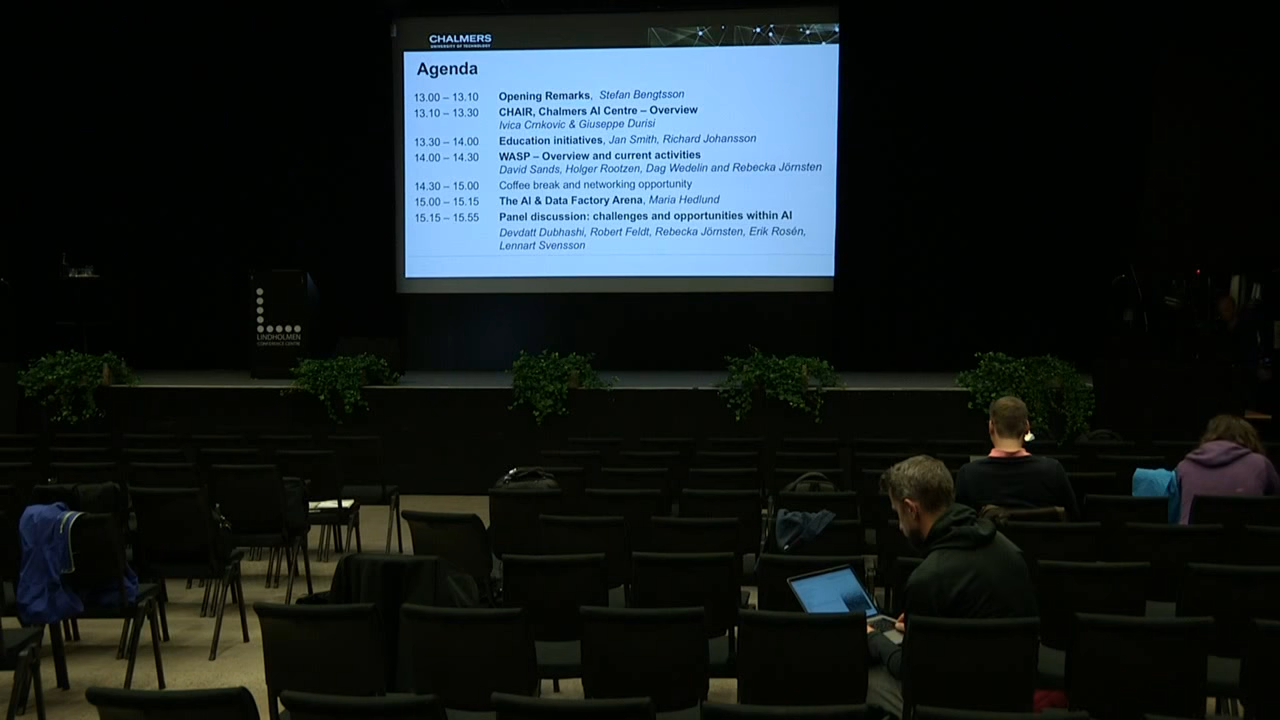 CHALMERS
UNIVERSITY OF TECHNOLOGY
Agenda
13.00 – 13.10 Opening Remarks, Stefan Bengtsson
13.10 – 13.30 CHAIR, Chalmers AI Centre – Overview
Ivica Crnkovic & Giuseppe Durisi
13.30 – 14.00 Education initiatives, Jan Smith, Richard Johansson
14.00 – 14.30 WASP – Overview and current activities
David Sands, Holger Rootzen, Dag Wedelin and Rebecka Jörnsten
14.30 – 15.00 Coffee break and networking opportunity
15.00 – 15.15 The AI & Data Factory Arena, Maria Hedlund
15.15 – 15.55 Panel discussion: challenges and opportunities within AI
Devdatt Dubhashi, Robert Feldt, Rebecka Jörnsten, Erik Rosén,
Lennart Svensson
LINDHOLMEN
CONFERENCE CENTRE